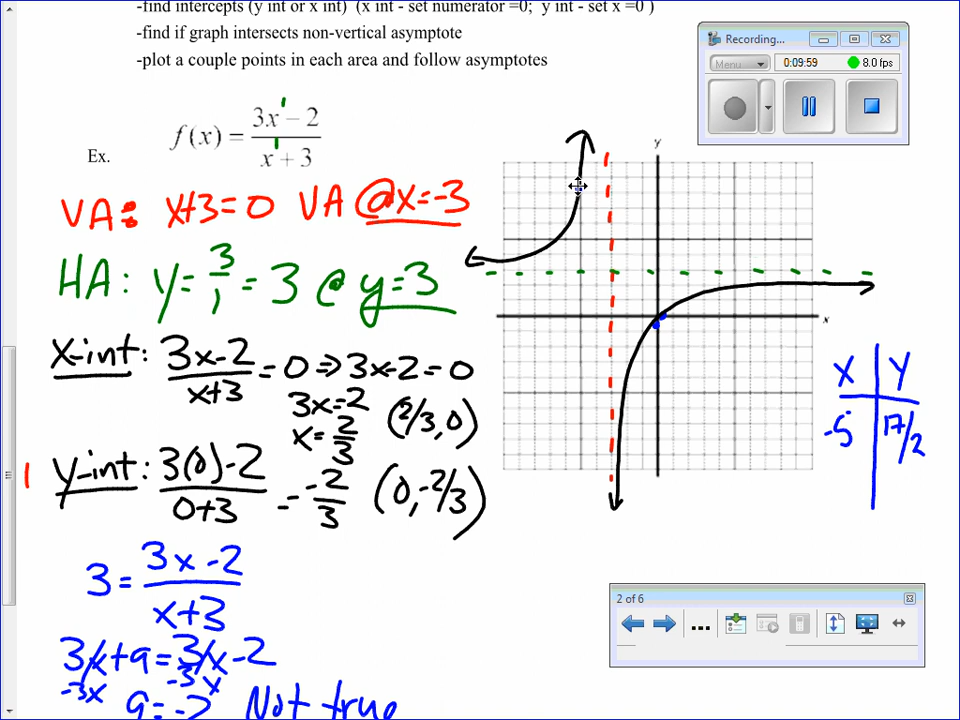 -find intercepts (y int or x int) (x int - set numerator =0; y int - set x =0 )
-find if graph intersects non-vertical asymptote
-plot a couple points in each area and follow asymptotes
Recording...
Menu
0:09:59
8.0 fps
Ex.
f(x) = 3x - 2 / x + 3
1
1
VA: x+3=0 VA @x=-3
HA: y=3/1=3 @ y=3
x-int: 3x-2/x+3 =0⇒3x-2=0
3x=2
x=2/3
(2/3,0)
y-int: 3(0)-2/0+3 = -2/3 (0,-2/3)
3=3x-2/x+3
3x+9=3x-2
-3x -3x
9=-2 Not true
y
x
X Y
-5 17/2
2 of 6
...